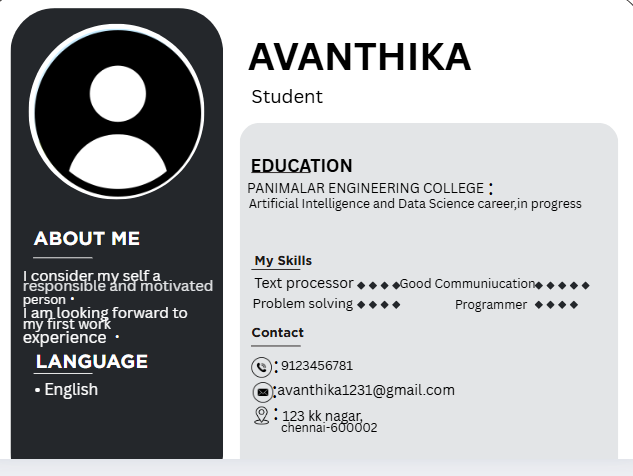 AVANTHIKA
Student
ABOUT ME
I consider my self a
responsible and motivated
person •
I am looking forward to
my first work
experience •
LANGUAGE
• English
EDUCATION
PANIMALAR ENGINEERING COLLEGE :
Artificial Intelligence and Data Science career,in progress
My Skills
Text processor ◆ ◆ ◆ ◆ Good Commniucation ◆ ◆ ◆ ◆ ◆
Problem solving ◆ ◆ ◆ ◆ Programmer ◆ ◆ ◆ ◆
Contact
: 9123456781
: avanthika1231@gmail.com
: 123 kk nagar,
chennai-600002